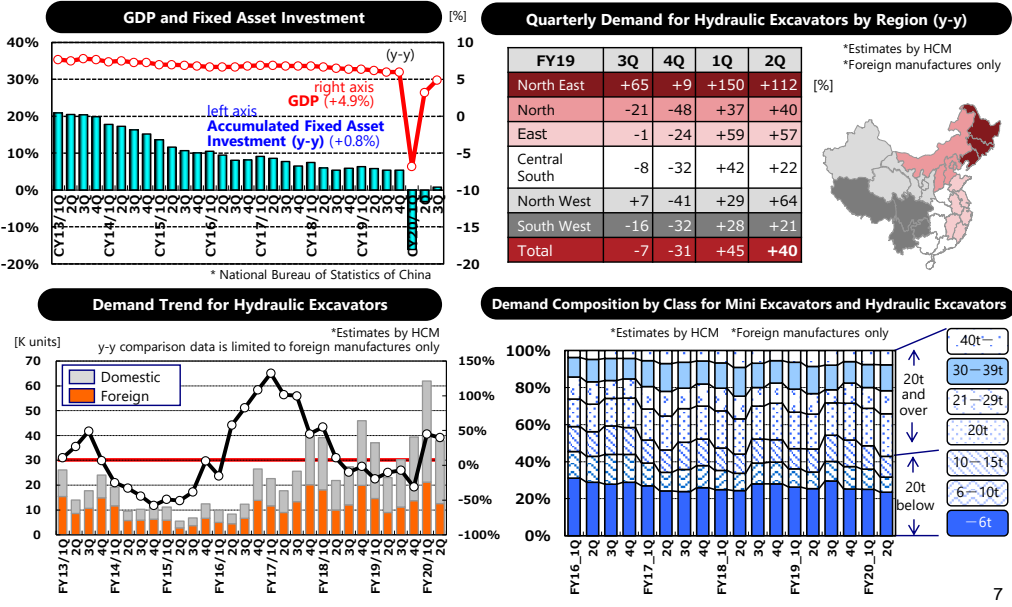 GDP and Fixed Asset Investment
[%]
40%
30%
20%
10%
0%
-10%
-20%
10
5
0
-5
-10
-15
-20
(y-y)
right axis
GDP (+4.9%)
left axis
Accumulated Fixed Asset
Investment (y-y) (+0.8%)
CY13/1Q 2Q 3Q 4Q CY14/1Q 2Q 3Q 4Q CY15/1Q 2Q 3Q 4Q CY16/1Q 2Q 3Q 4Q CY17/1Q 2Q 3Q 4Q CY18/1Q 2Q 3Q 4Q CY19/1Q 2Q 3Q 4Q CY20/1Q 2Q 3Q
* National Bureau of Statistics of China
Quarterly Demand for Hydraulic Excavators by Region (y-y)
*Estimates by HCM
*Foreign manufactures only
[%]
FY19 3Q 4Q 1Q 2Q
North East +65 +9 +150 +112
North -21 -48 +37 +40
East -1 -24 +59 +57
Central
South -8 -32 +42 +22
North West +7 -41 +29 +64
South West -16 -32 +28 +21
Total -7 -31 +45 +40
Demand Trend for Hydraulic Excavators
*Estimates by HCM
y-y comparison data is limited to foreign manufactures only
[K units]
70
60
50
40
30
20
10
0
150%
100%
50%
0%
-50%
-100%
Domestic
Foreign
FY13/1Q 2Q 3Q 4Q FY14/1Q 2Q 3Q 4Q FY15/1Q 2Q 3Q 4Q FY16/1Q 2Q 3Q 4Q FY17/1Q 2Q 3Q 4Q FY18/1Q 2Q 3Q 4Q FY19/1Q 2Q 3Q 4Q FY20/1Q 2Q
Demand Composition by Class for Mini Excavators and Hydraulic Excavators
*Estimates by HCM *Foreign manufactures only
100%
80%
60%
40%
20%
0%
FY16_1Q 2Q 3Q 4Q FY17_1Q 2Q 3Q 4Q FY18_1Q 2Q 3Q 4Q FY19_1Q 2Q 3Q 4Q FY20_1Q 2Q
20t
and
over
20t
below
40t－
30－39t
21－29t
20t
10－15t
6－10t
－6t
7